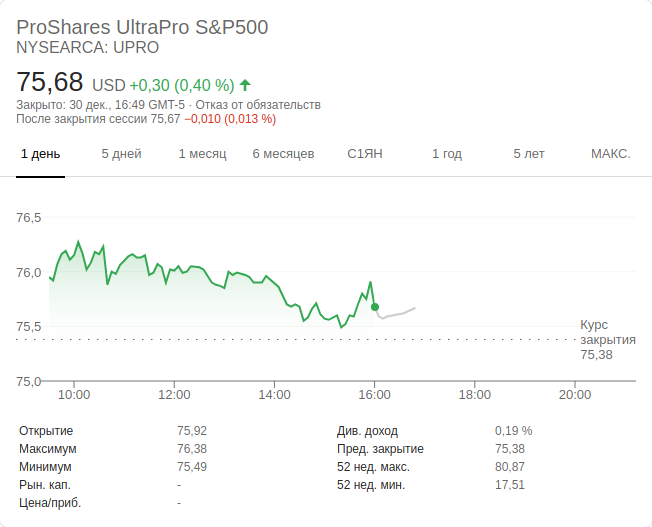 ProShares UltraPro S&P500
NYSEARCA: UPRO
75,68 USD +0,30 (0,40 %)
Закрыто: 30 дек., 16:49 GMT-5 · Отказ от обязательств
После закрытия сессии 75,67 −0,010 (0,013 %)
1 день 5 дней 1 месяц 6 месяцев С1ЯН 1 год 5 лет МАКС.
76,5
76,0
75,5
Курс
закрытия
75,38
75,0
10:00 12:00 14:00 16:00 18:00 20:00
Открытие 75,92 Див. доход 0,19 %
Максимум 76,38 Пред. закрытие 75,38
Минимум 75,49 52 нед. макс. 80,87
Рын. кап. - 52 нед. мин. 17,51
Цена/приб. -